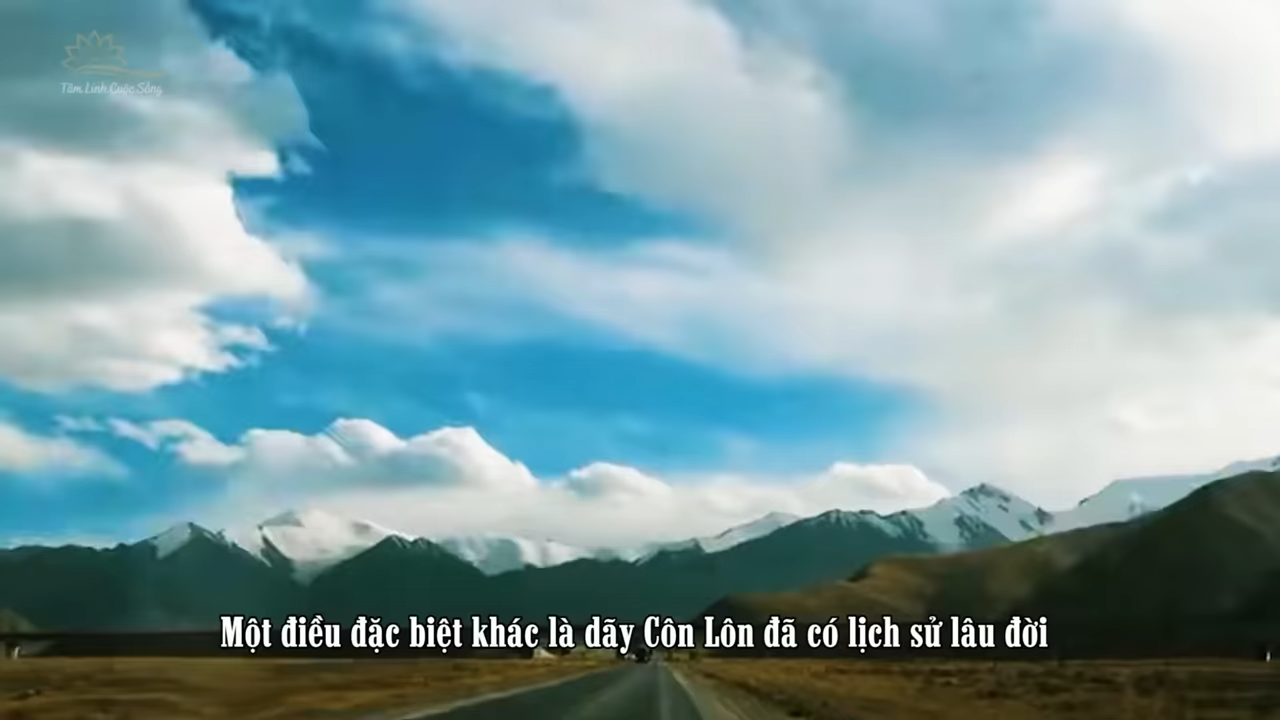 Tâm Linh Cuộc Sống
Một điều đặc biệt khác là dãy Côn Lôn đã có lịch sử lâu đời